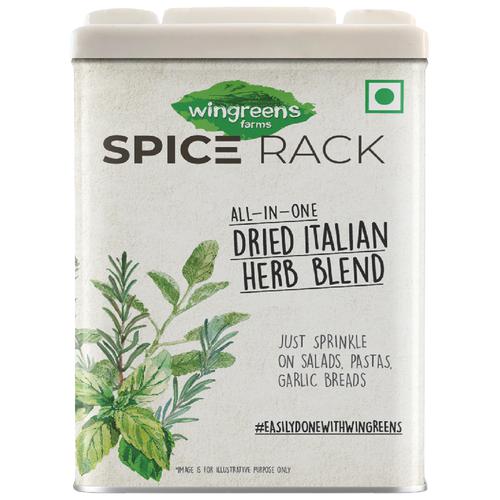 wingreens
farms
SPICE RACK
ALL-IN-ONE
DRIED ITALIAN
HERB BLEND
JUST SPRINKLE
ON SALADS, PASTAS,
GARLIC BREADS
#EASILYDONEWITHWINGREENS
*IMAGE IS FOR ILLUSTRATIVE PURPOSE ONLY